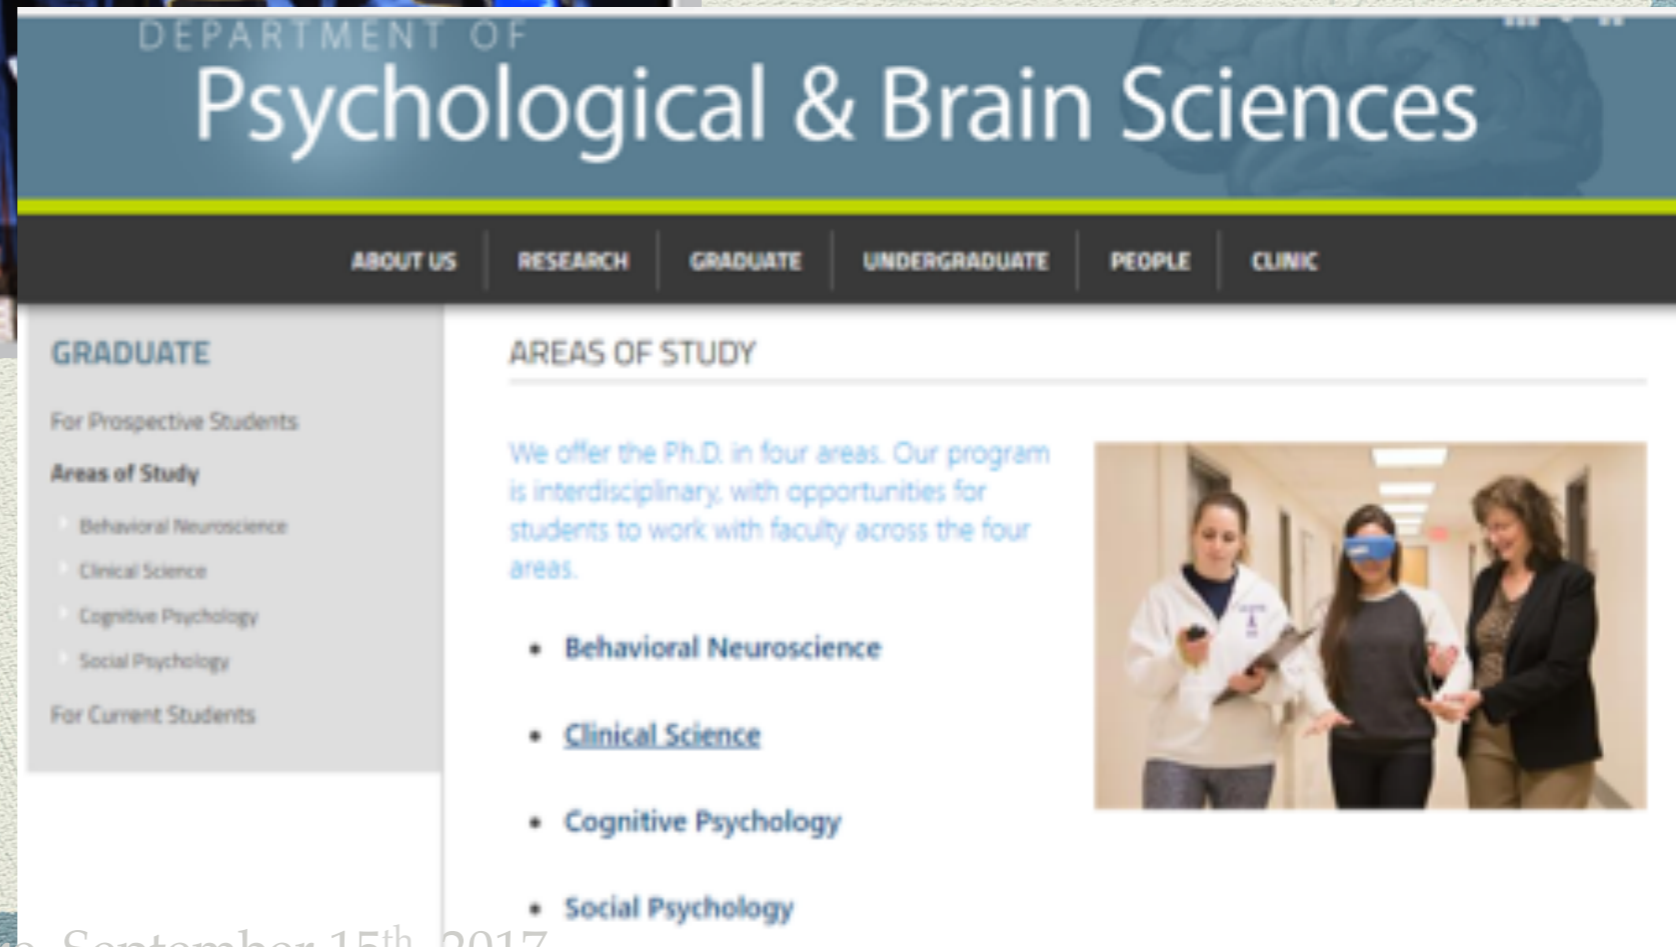 DEPARTMENT OF
Psychological & Brain Sciences
ABOUT US
RESEARCH
GRADUATE
UNDERGRADUATE
PEOPLE
CLINIC
GRADUATE
For Prospective Students
Areas of Study
Behavioral Neuroscience
Clinical Science
Cognitive Psychology
Social Psychology
For Current Students
AREAS OF STUDY
We offer the Ph.D. in four areas. Our program
is interdisciplinary, with opportunities for
students to work with faculty across the four
areas.
• Behavioral Neuroscience
• Clinical Science
• Cognitive Psychology
• Social Psychology
September 15th, 2017